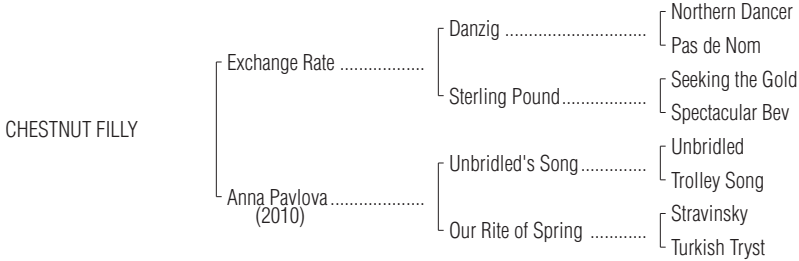 Northern Dancer
Danzig ..............................
Pas de Nom
Exchange Rate ..................
Seeking the Gold
Sterling Pound..................
Spectacular Bev
CHESTNUT FILLY
Unbridled
Unbridled's Song..............
Trolley Song
Anna Pavlova....................
(2010)
Stravinsky
Our Rite of Spring ............
Turkish Tryst